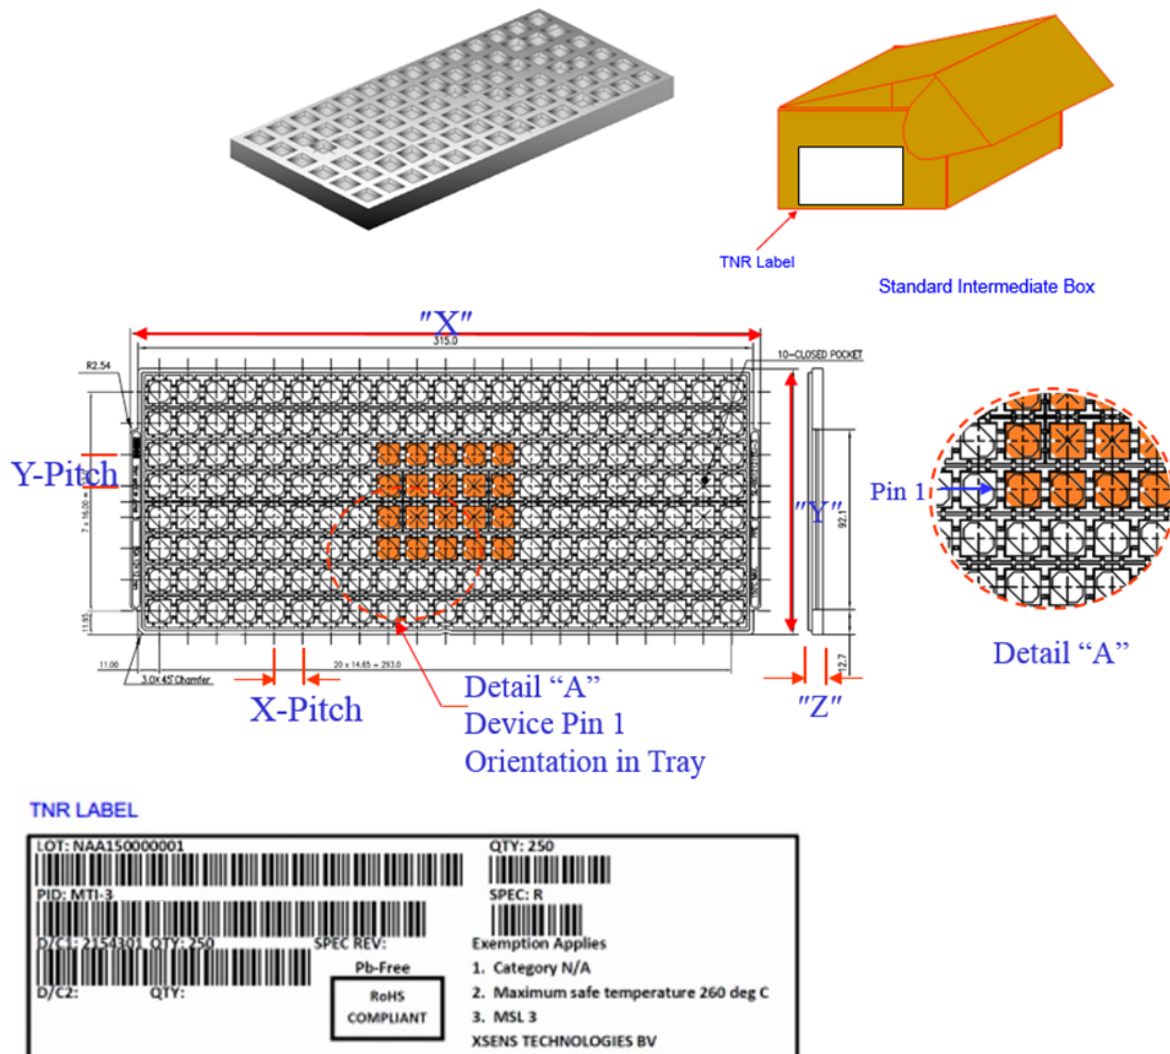 TNR Label
Standard Intermediate Box
"X"
315.0
R2.54
10-CLOSED POCKET
Y-Pitch
"Y"
92.1
Pin 1
11.95
11.00
20 x 14.65 = 293.0
3.0X45°Chamfer
12.7
X-Pitch
Detail “A”
Device Pin 1
Orientation in Tray
"Z"
Detail “A”
TNR LABEL
LOT: NAA150000001 QTY: 250
PID: MTI-3 SPEC: R
D/C1: 2154301 QTY: 250 SPEC REV: Exemption Applies
Pb-Free 1. Category N/A
D/C2: QTY: RoHS 2. Maximum safe temperature 260 deg C
COMPLIANT 3. MSL 3
XSENS TECHNOLOGIES BV